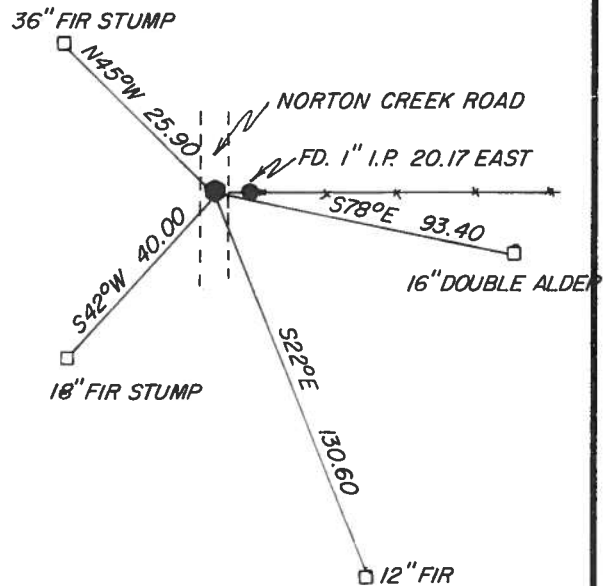 36" FIR STUMP
N45°W 25.90
NORTON CREEK ROAD
FD. 1" I.P. 20.17 EAST
S78°E 93.40
16" DOUBLE ALDER
S42°W 40.00
18" FIR STUMP
S22°E 130.60
12" FIR